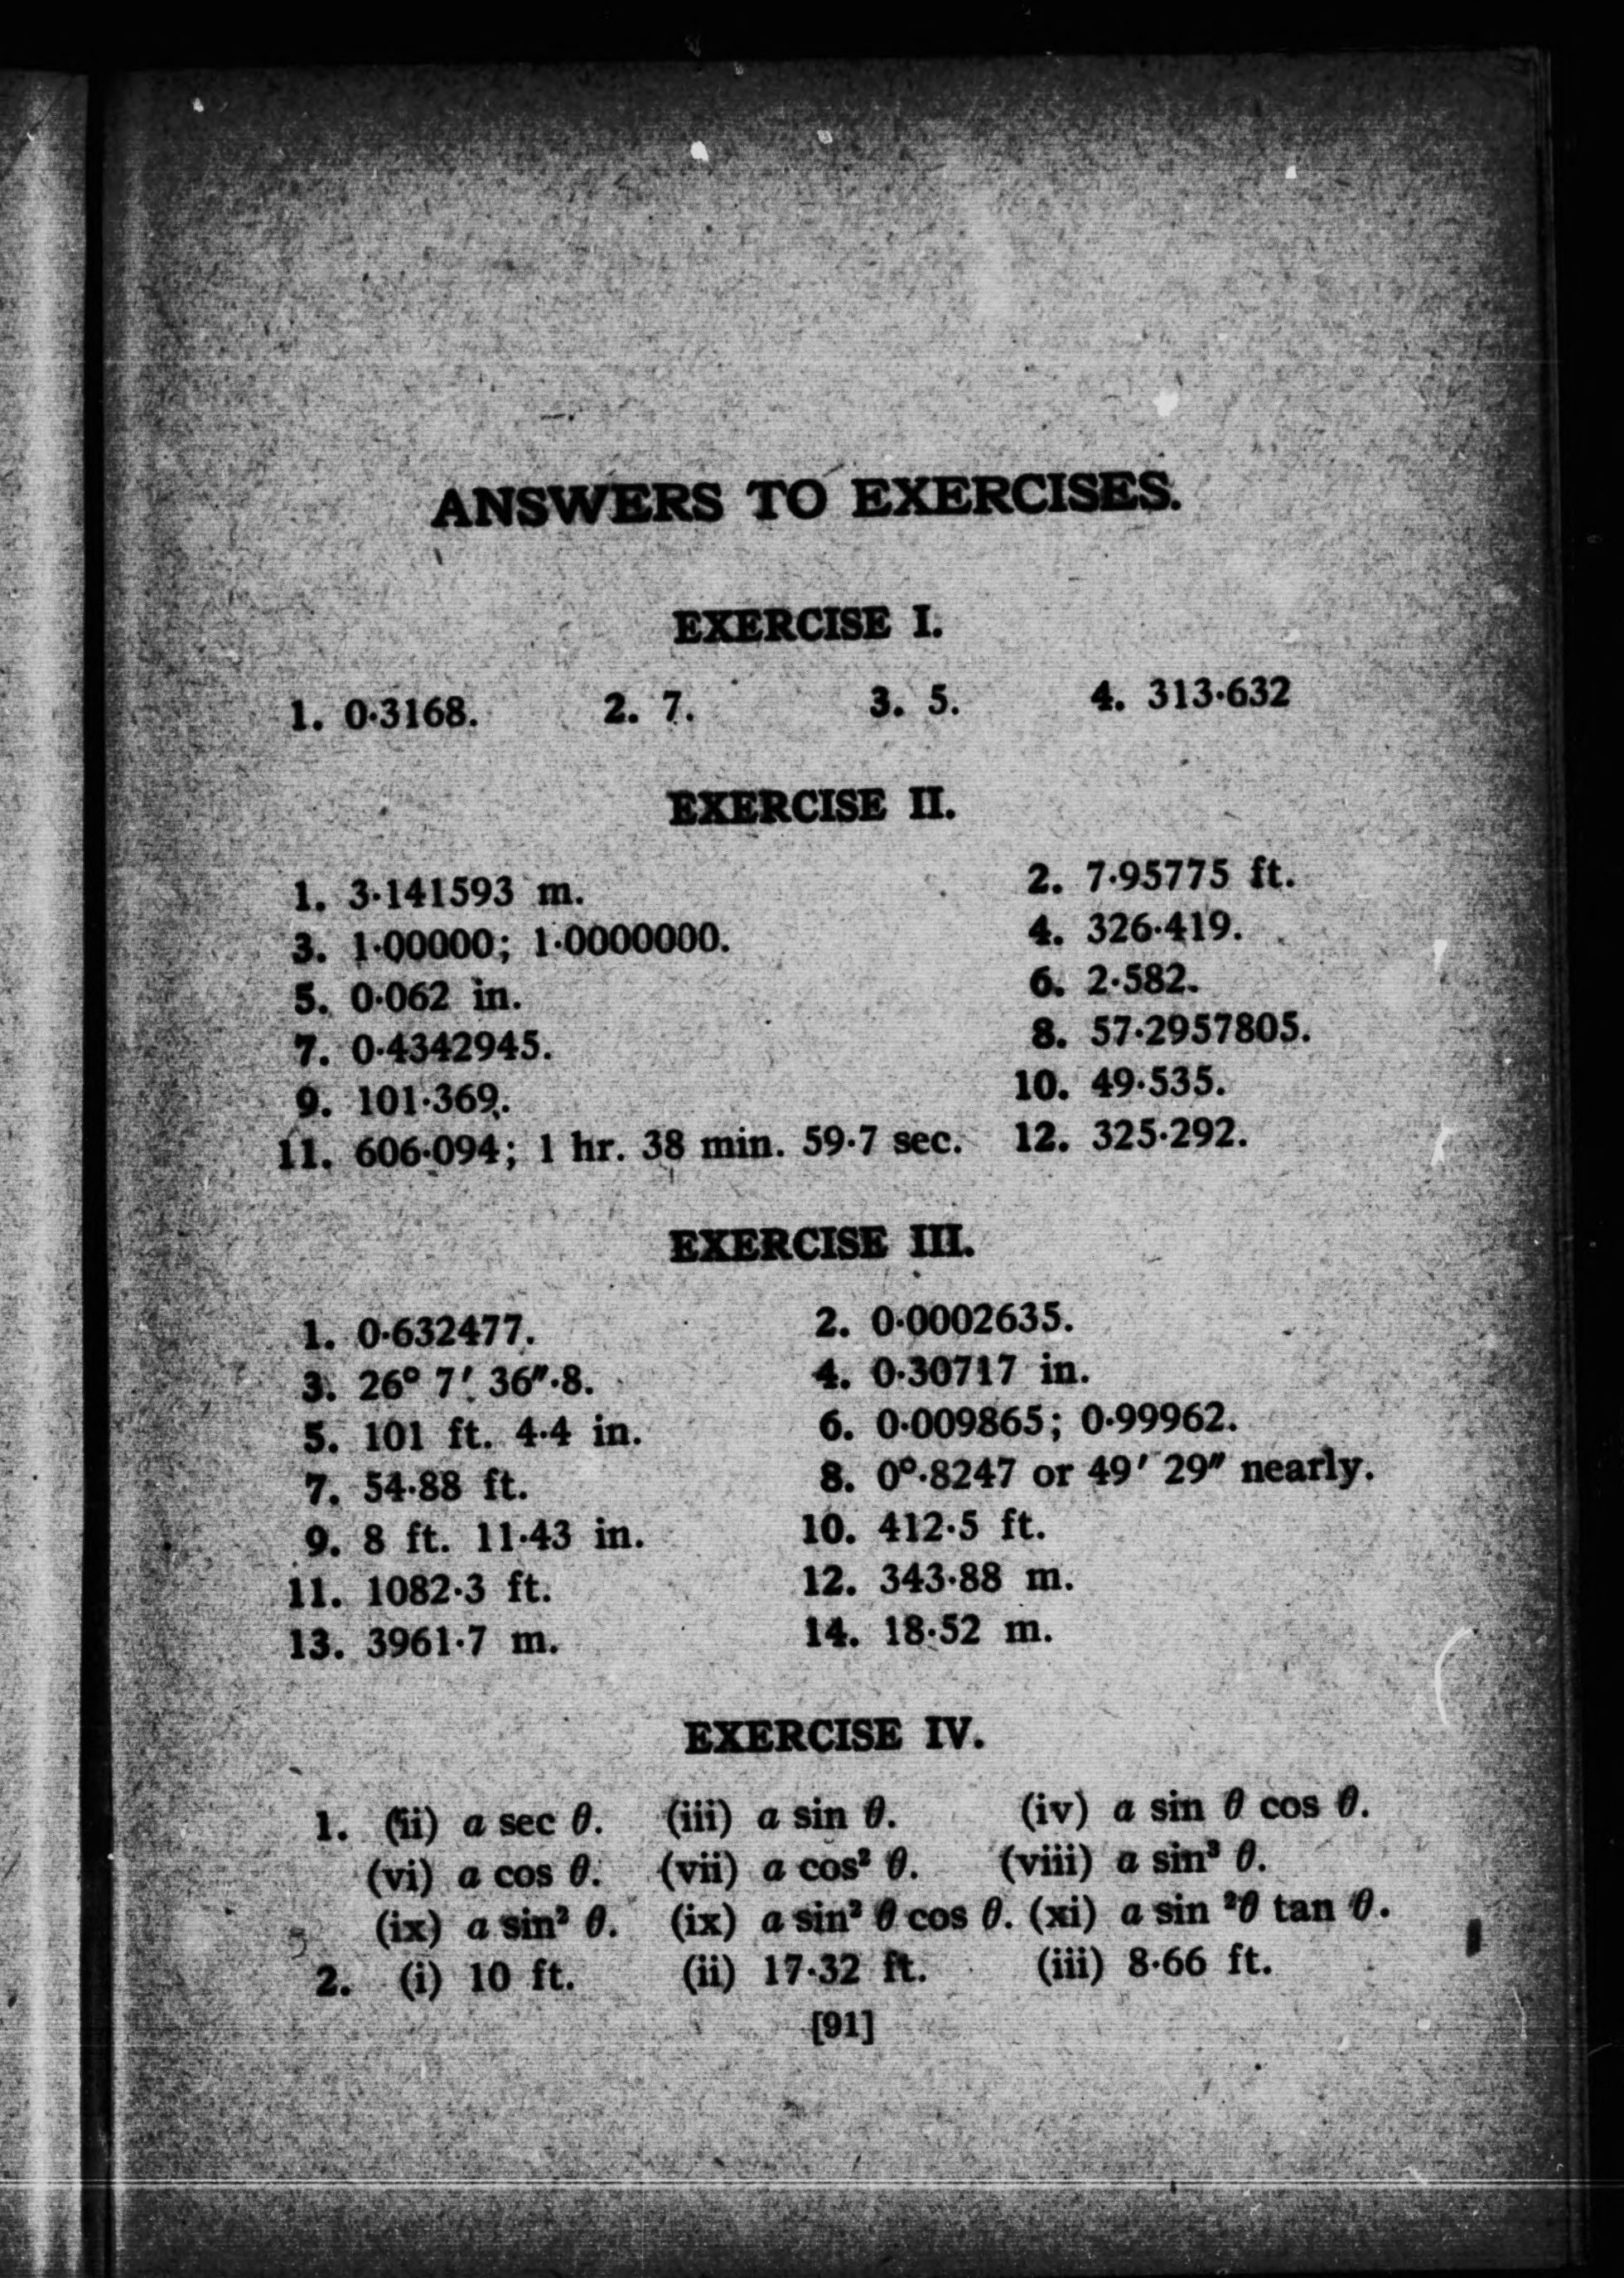 ANSWERS TO EXERCISES.
EXERCISE I.
1. 0·3168. 2. 7. 3. 5. 4. 313·632
EXERCISE II.
1. 3·141593 m. 2. 7·95775 ft.
3. 1·00000; 1·0000000. 4. 326·419.
5. 0·062 in. 6. 2·582.
7. 0·4342945. 8. 57·2957805.
9. 101·369. 10. 49·535.
11. 606·094; 1 hr. 38 min. 59·7 sec. 12. 325·292.
EXERCISE III.
1. 0·632477. 2. 0·0002635.
3. 26° 7′ 36″·8. 4. 0·30717 in.
5. 101 ft. 4·4 in. 6. 0·009865; 0·99962.
7. 54·88 ft. 8. 0°·8247 or 49′ 29″ nearly.
9. 8 ft. 11·43 in. 10. 412·5 ft.
11. 1082·3 ft. 12. 343·88 m.
13. 3961·7 m. 14. 18·52 m.
EXERCISE IV.
1. (ii) a sec θ. (iii) a sin θ. (iv) a sin θ cos θ.
(vi) a cos θ. (vii) a cos² θ. (viii) a sin³ θ.
(ix) a sin² θ. (ix) a sin² θ cos θ. (xi) a sin ²θ tan θ.
2. (i) 10 ft. (ii) 17·32 ft. (iii) 8·66 ft.
[91]